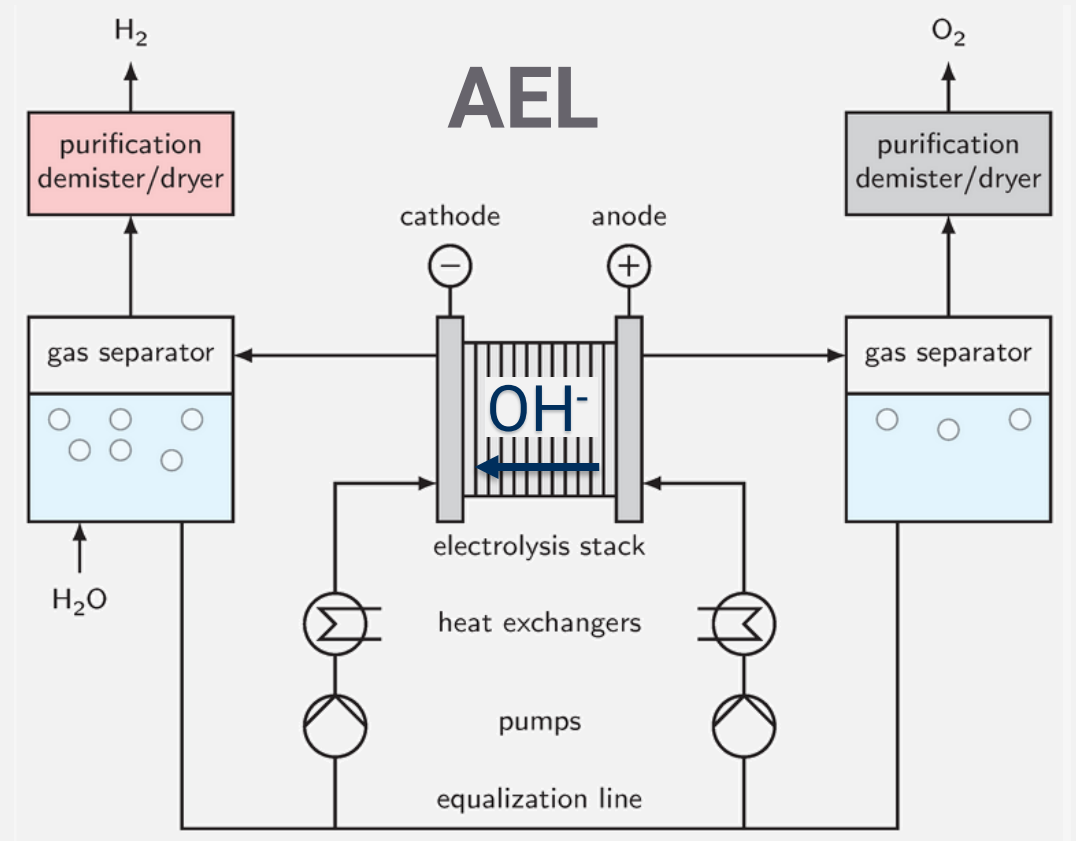 H₂
O₂
AEL
purification
demister/dryer
purification
demister/dryer
cathode
anode
−
+
gas separator
gas separator
OH⁻
electrolysis stack
H₂O
heat exchangers
pumps
equalization line